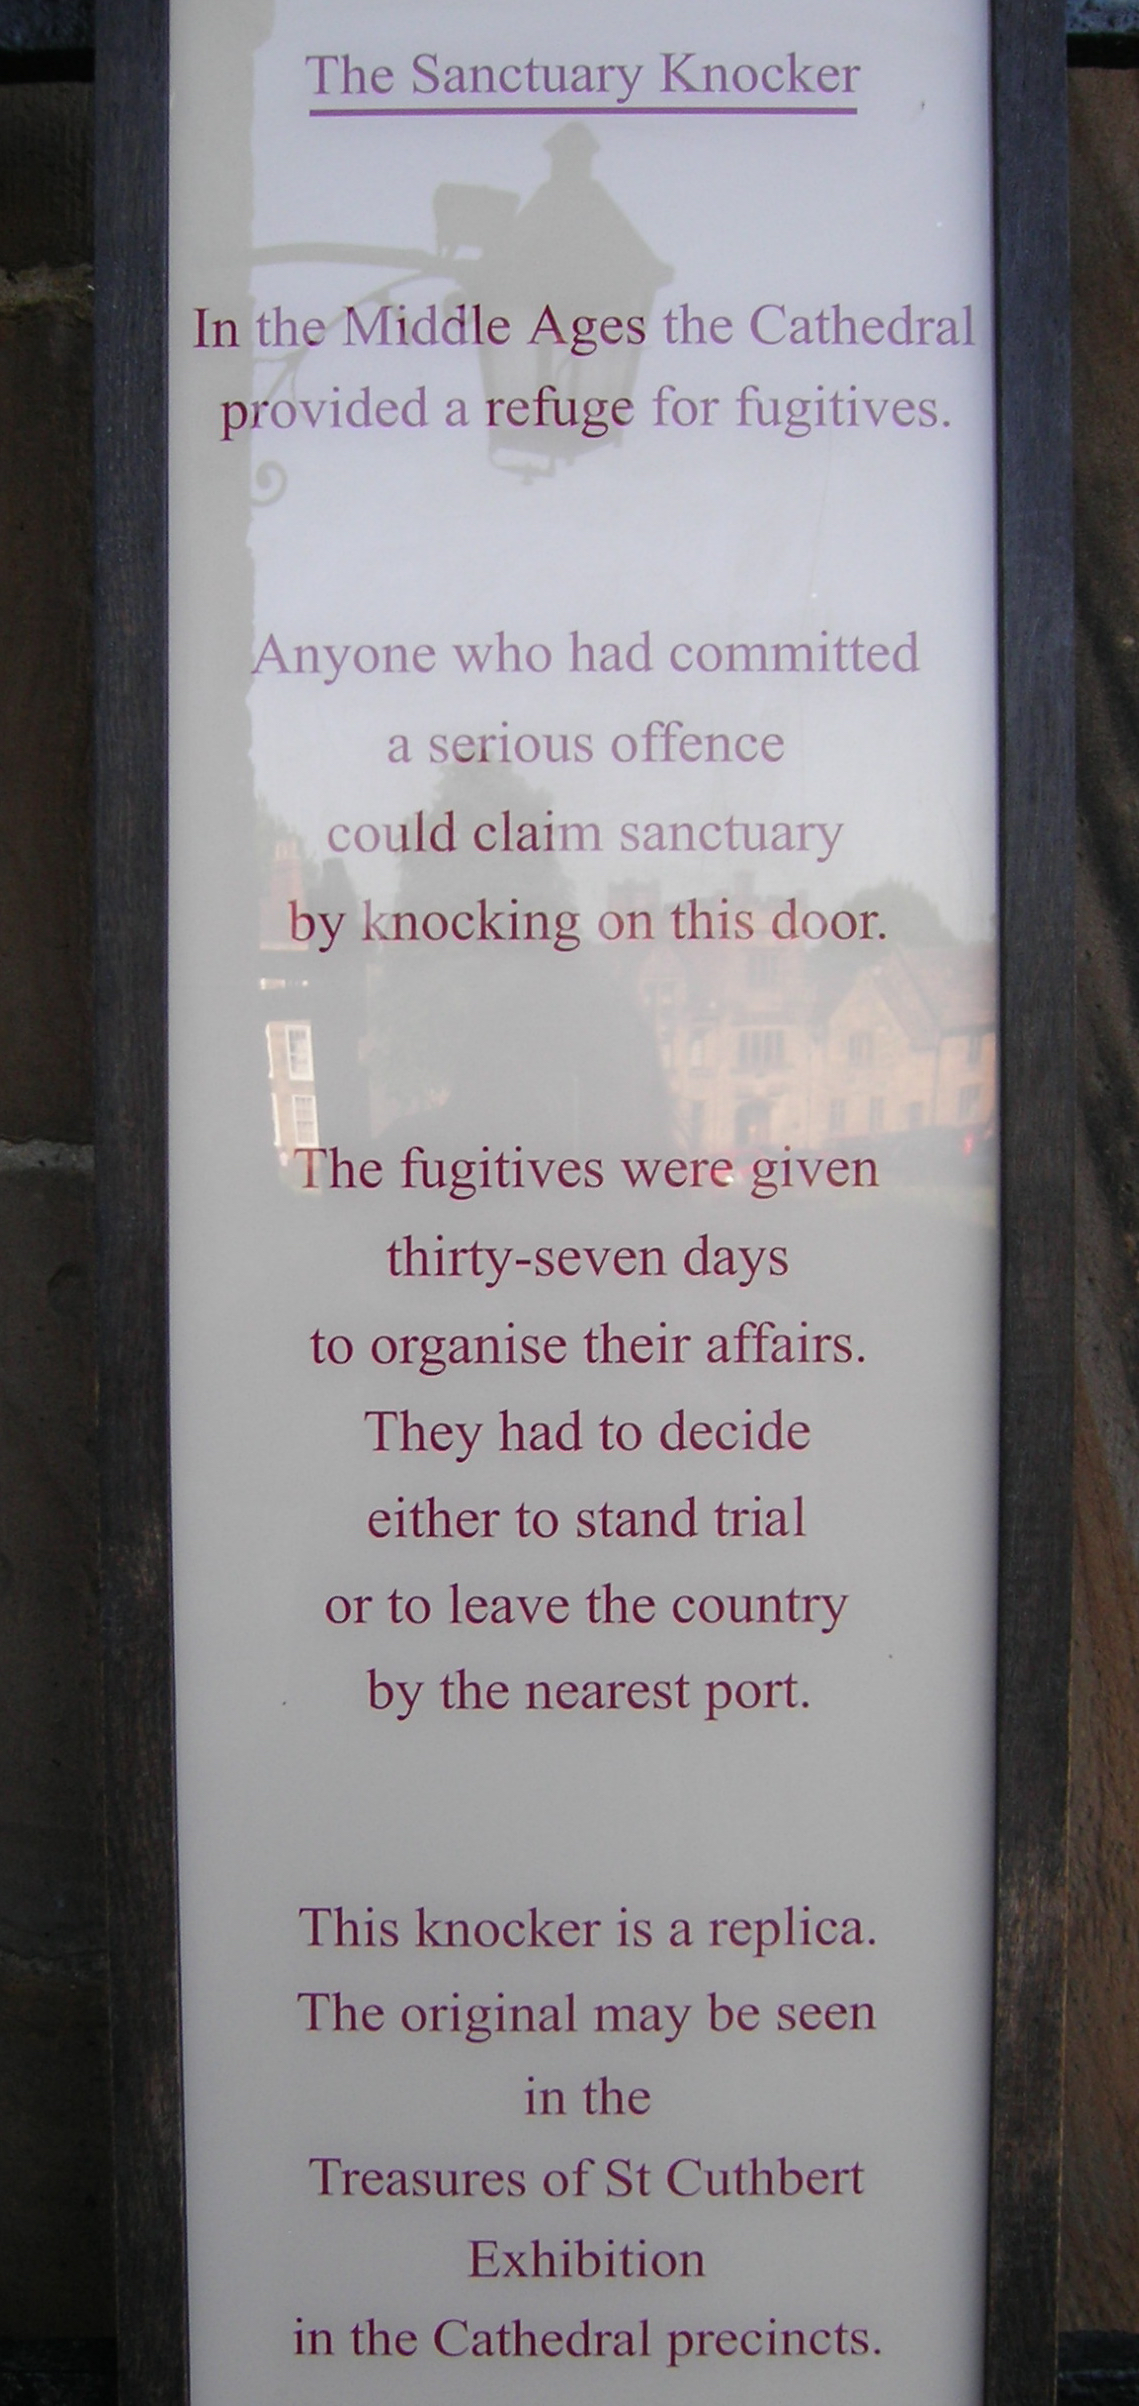 The Sanctuary Knocker
In the Middle Ages the Cathedral
provided a refuge for fugitives.
Anyone who had committed
a serious offence
could claim sanctuary
by knocking on this door.
The fugitives were given
thirty-seven days
to organise their affairs.
They had to decide
either to stand trial
or to leave the country
by the nearest port.
This knocker is a replica.
The original may be seen
in the
Treasures of St Cuthbert
Exhibition
in the Cathedral precincts.